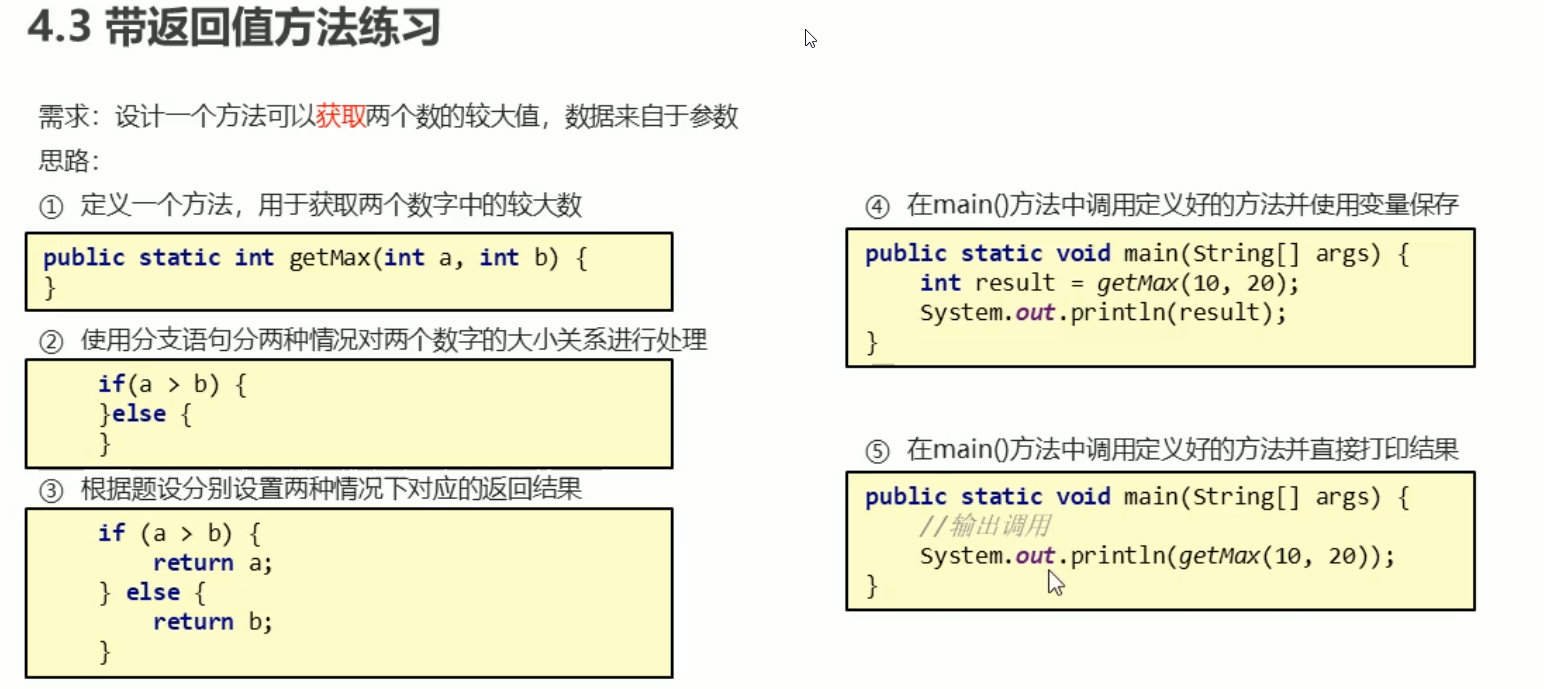 4.3 带返回值方法练习
需求：设计一个方法可以获取两个数的较大值，数据来自于参数
思路：
① 定义一个方法，用于获取两个数字中的较大数
public static int getMax(int a, int b) {
}
② 使用分支语句分两种情况对两个数字的大小关系进行处理
if(a > b) {
}else {
}
③ 根据题设分别设置两种情况下对应的返回结果
if (a > b) {
return a;
} else {
return b;
}
④ 在main()方法中调用定义好的方法并使用变量保存
public static void main(String[] args) {
int result = getMax(10, 20);
System.out.println(result);
}
⑤ 在main()方法中调用定义好的方法并直接打印结果
public static void main(String[] args) {
//输出调用
System.out.println(getMax(10, 20));
}